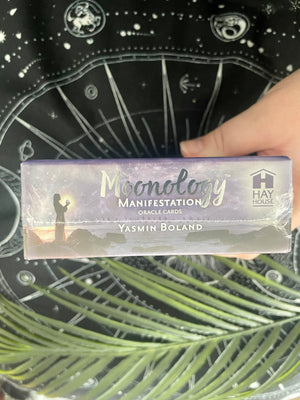 Moonology
MANIFESTATION
ORACLE CARDS
YASMIN BOLAND
HAY
HOUSE